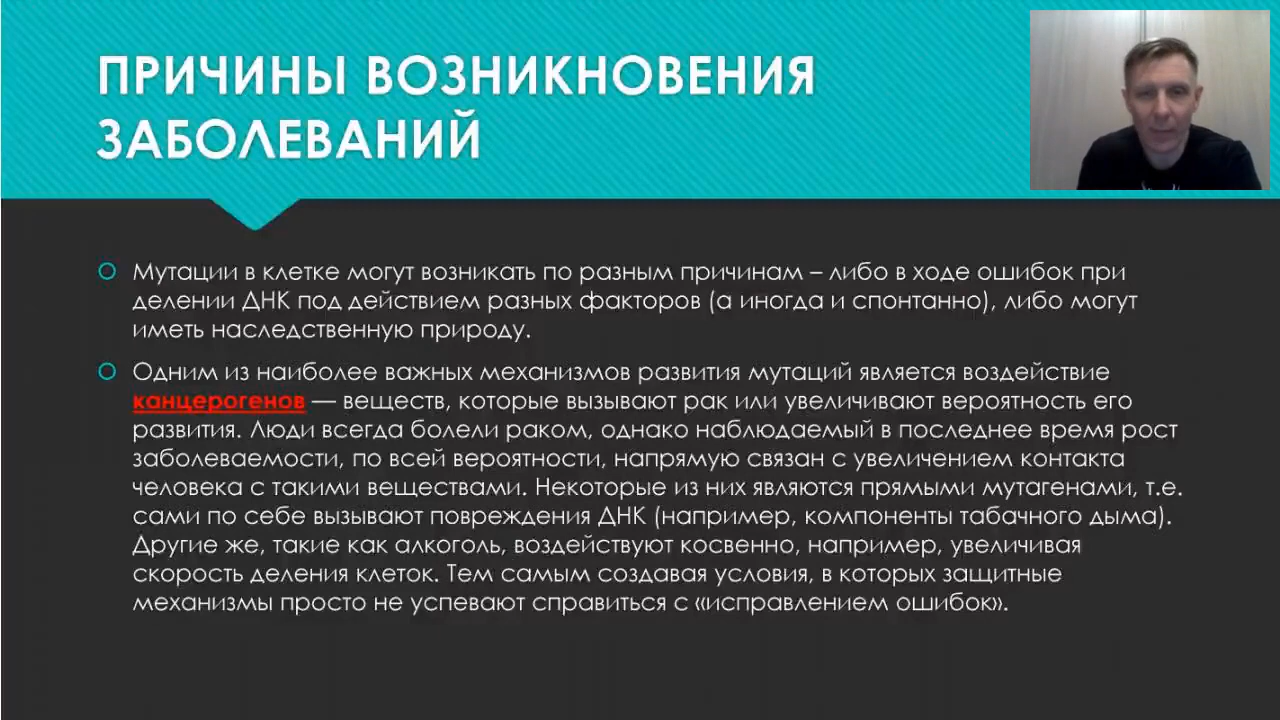 ПРИЧИНЫ ВОЗНИКНОВЕНИЯ
ЗАБОЛЕВАНИЙ
Мутации в клетке могут возникать по разным причинам – либо в ходе ошибок при
делении ДНК под действием разных факторов (а иногда и спонтанно), либо могут
иметь наследственную природу.
Одним из наиболее важных механизмов развития мутаций является воздействие
канцерогенов — веществ, которые вызывают рак или увеличивают вероятность его
развития. Люди всегда болели раком, однако наблюдаемый в последнее время рост
заболеваемости, по всей вероятности, напрямую связан с увеличением контакта
человека с такими веществами. Некоторые из них являются прямыми мутагенами, т.е.
сами по себе вызывают повреждения ДНК (например, компоненты табачного дыма).
Другие же, такие как алкоголь, воздействуют косвенно, например, увеличивая
скорость деления клеток. Тем самым создавая условия, в которых защитные
механизмы просто не успевают справиться с «исправлением ошибок».